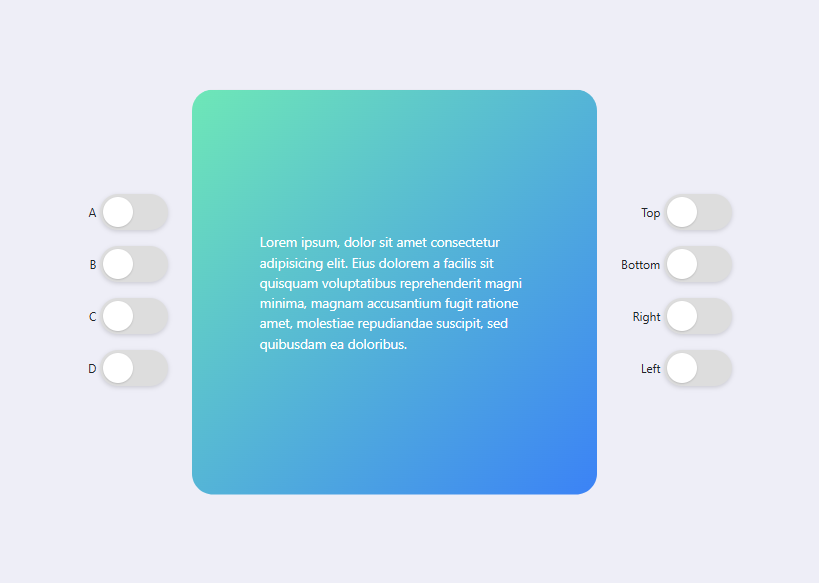 A
B
C
D
Lorem ipsum, dolor sit amet consectetur
adipisicing elit. Eius dolorem a facilis sit
quisquam voluptatibus reprehenderit magni
minima, magnam accusantium fugit ratione
amet, molestiae repudiandae suscipit, sed
quibusdam ea doloribus.
Top
Bottom
Right
Left